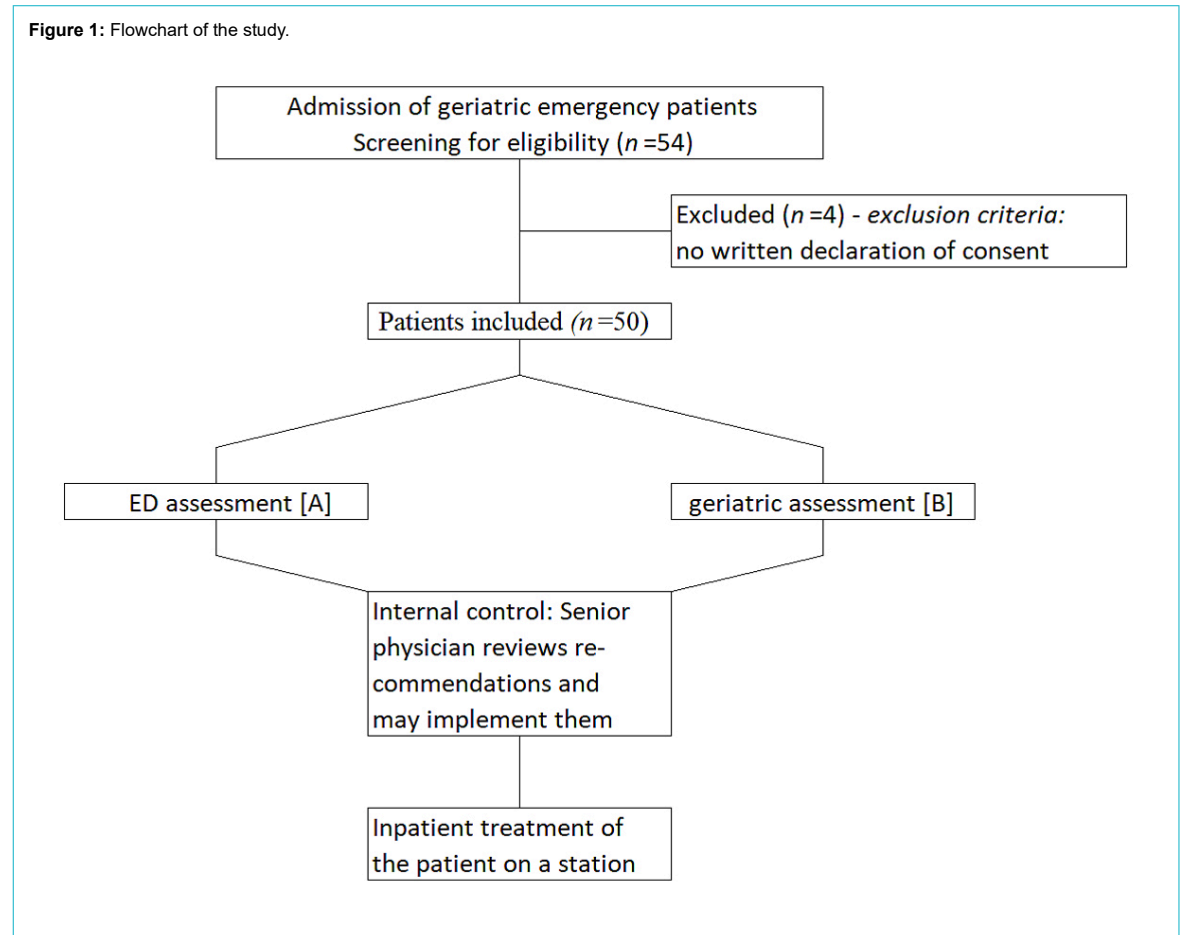 Figure 1: Flowchart of the study.
Admission of geriatric emergency patients
Screening for eligibility (n =54)
Excluded (n =4) - exclusion criteria:
no written declaration of consent
Patients included (n =50)
ED assessment [A]
geriatric assessment [B]
Internal control: Senior
physician reviews re-
commendations and
may implement them
Inpatient treatment of
the patient on a station